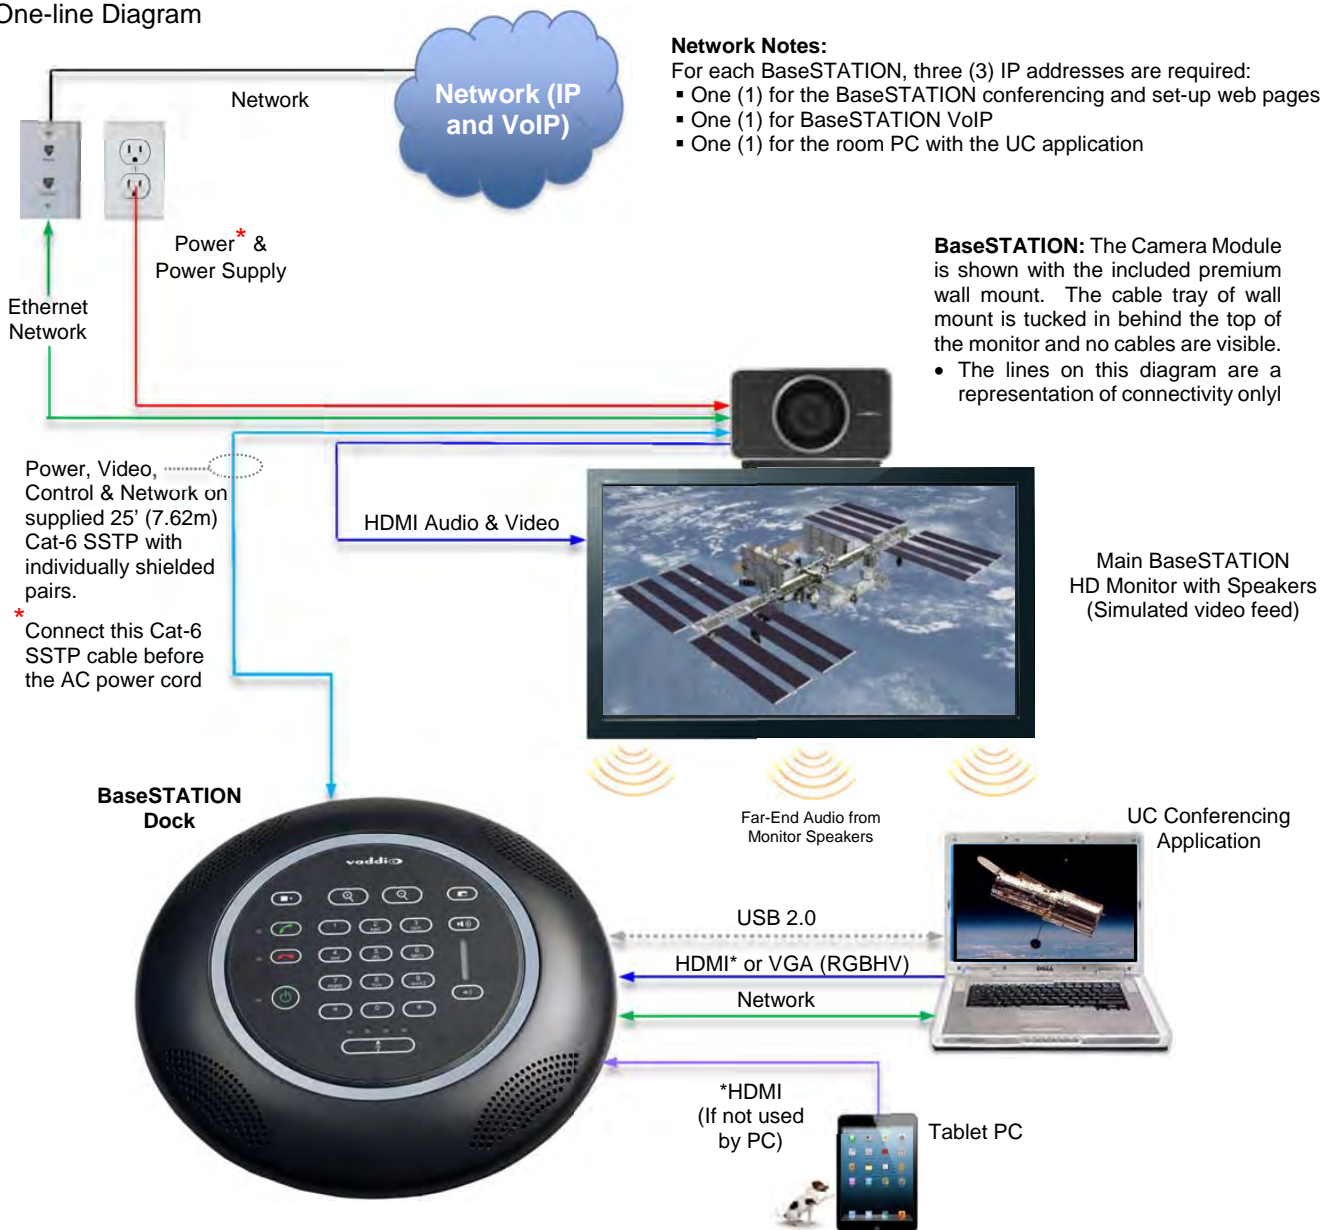 One-line Diagram
Network Notes:
For each BaseSTATION, three (3) IP addresses are required:
▪ One (1) for the BaseSTATION conferencing and set-up web pages
▪ One (1) for BaseSTATION VoIP
▪ One (1) for the room PC with the UC application
Network
Network (IP
and VoIP)
Power* &
Power Supply
Ethernet
Network
BaseSTATION: The Camera Module
is shown with the included premium
wall mount. The cable tray of wall
mount is tucked in behind the top of
the monitor and no cables are visible.
• The lines on this diagram are a
representation of connectivity onlyl
Power, Video,
Control & Network on
supplied 25’ (7.62m)
Cat-6 SSTP with
individually shielded
pairs.
*
Connect this Cat-6
SSTP cable before
the AC power cord
HDMI Audio & Video
Main BaseSTATION
HD Monitor with Speakers
(Simulated video feed)
BaseSTATION
Dock
Far-End Audio from
Monitor Speakers
UC Conferencing
Application
vaddio
USB 2.0
HDMI* or VGA (RGBHV)
Network
DELL
*HDMI
(If not used
by PC)
Tablet PC